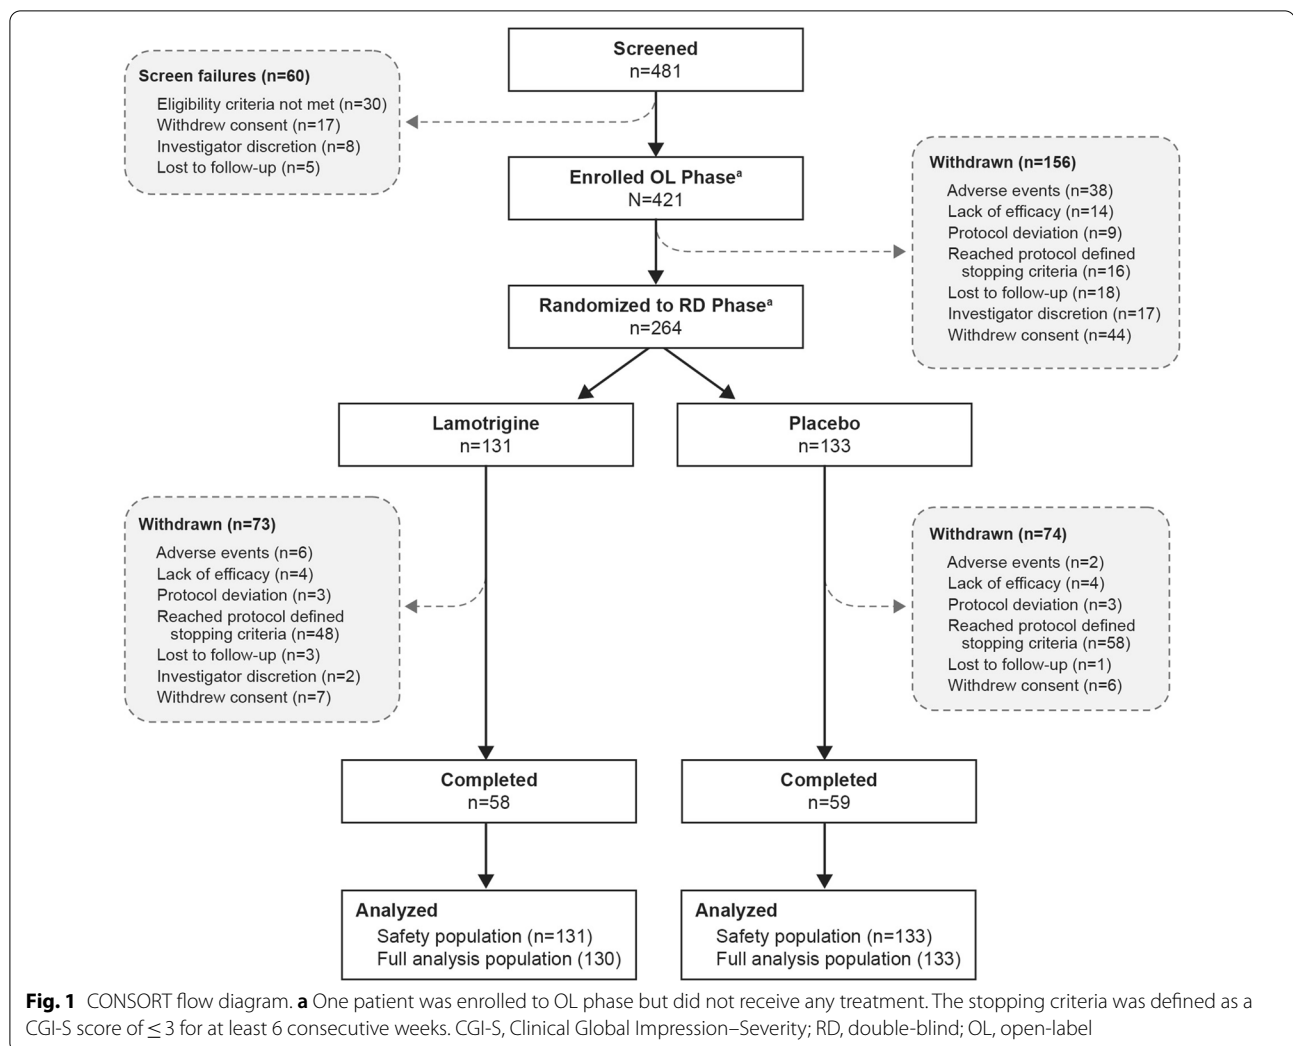 Screened
n=481
Screen failures (n=60)
Eligibility criteria not met (n=30)
Withdrew consent (n=17)
Investigator discretion (n=8)
Lost to follow-up (n=5)
Enrolled OL Phaseᵃ
N=421
Withdrawn (n=156)
Adverse events (n=38)
Lack of efficacy (n=14)
Protocol deviation (n=9)
Reached protocol defined
stopping criteria (n=16)
Lost to follow-up (n=18)
Investigator discretion (n=17)
Withdrew consent (n=44)
Randomized to RD Phaseᵃ
n=264
Lamotrigine
n=131
Placebo
n=133
Withdrawn (n=73)
Adverse events (n=6)
Lack of efficacy (n=4)
Protocol deviation (n=3)
Reached protocol defined
stopping criteria (n=48)
Lost to follow-up (n=3)
Investigator discretion (n=2)
Withdrew consent (n=7)
Withdrawn (n=74)
Adverse events (n=2)
Lack of efficacy (n=4)
Protocol deviation (n=3)
Reached protocol defined
stopping criteria (n=58)
Lost to follow-up (n=1)
Withdrew consent (n=6)
Completed
n=58
Completed
n=59
Analyzed
Safety population (n=131)
Full analysis population (130)
Analyzed
Safety population (n=133)
Full analysis population (133)
Fig. 1 CONSORT flow diagram. a One patient was enrolled to OL phase but did not receive any treatment. The stopping criteria was defined as a
CGI-S score of ≤ 3 for at least 6 consecutive weeks. CGI-S, Clinical Global Impression–Severity; RD, double-blind; OL, open-label